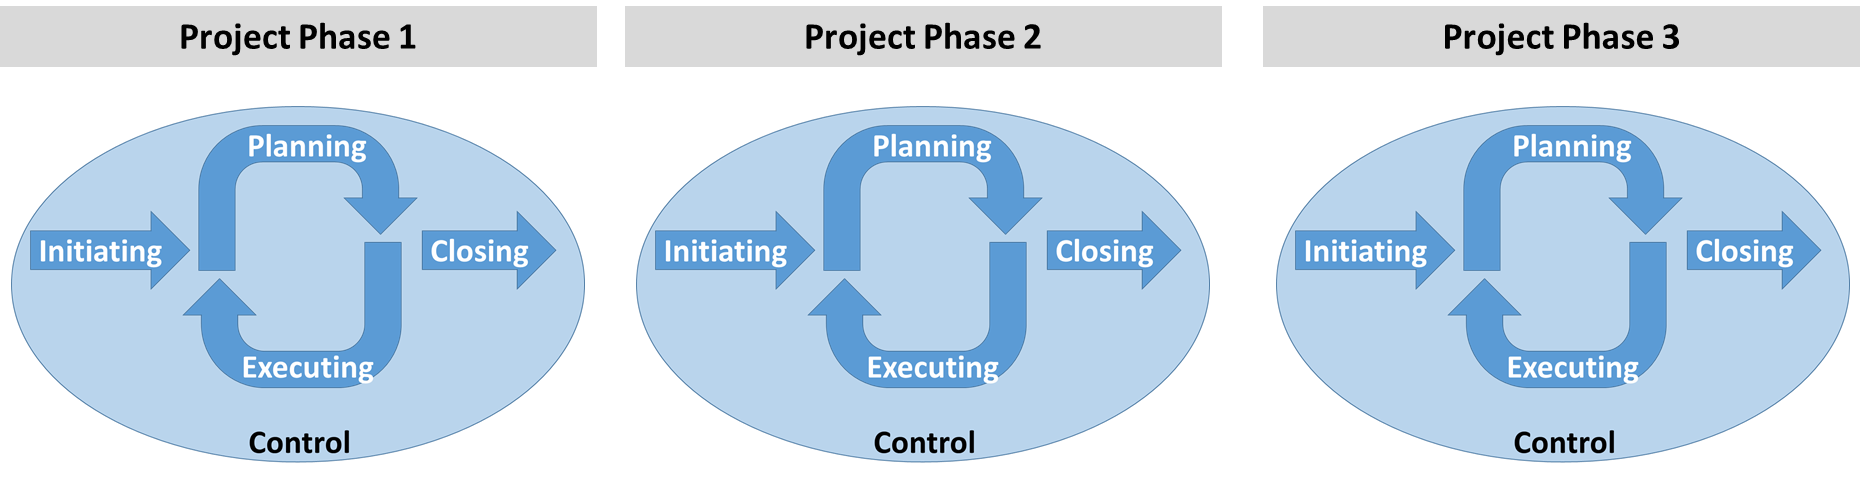 Project Phase 1
Project Phase 2
Project Phase 3
Planning
Initiating
Closing
Executing
Control
Planning
Initiating
Closing
Executing
Control
Planning
Initiating
Closing
Executing
Control